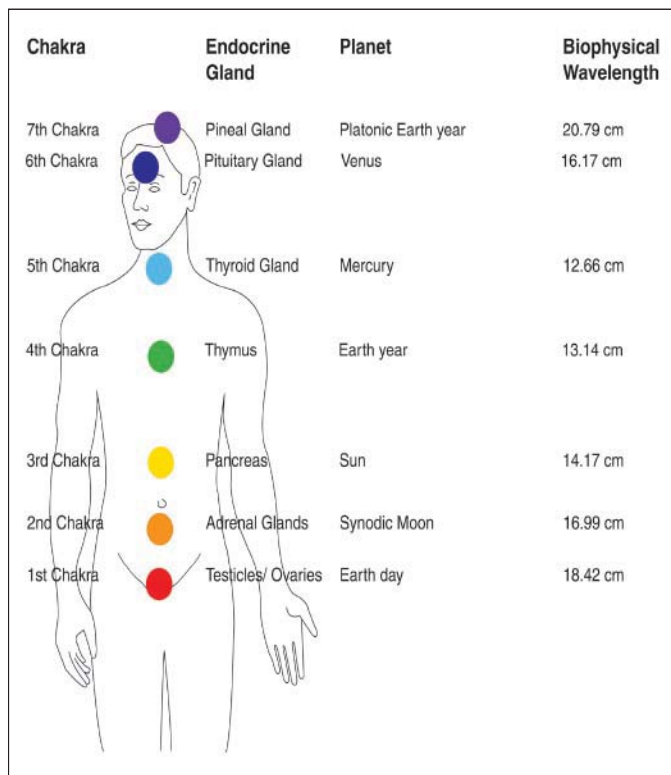 Chakra Endocrine Gland Planet Biophysical Wavelength
7th Chakra Pineal Gland Platonic Earth year 20.79 cm
6th Chakra Pituitary Gland Venus 16.17 cm
5th Chakra Thyroid Gland Mercury 12.66 cm
4th Chakra Thymus Earth year 13.14 cm
3rd Chakra Pancreas Sun 14.17 cm
2nd Chakra Adrenal Glands Synodic Moon 16.99 cm
1st Chakra Testicles/ Ovaries Earth day 18.42 cm